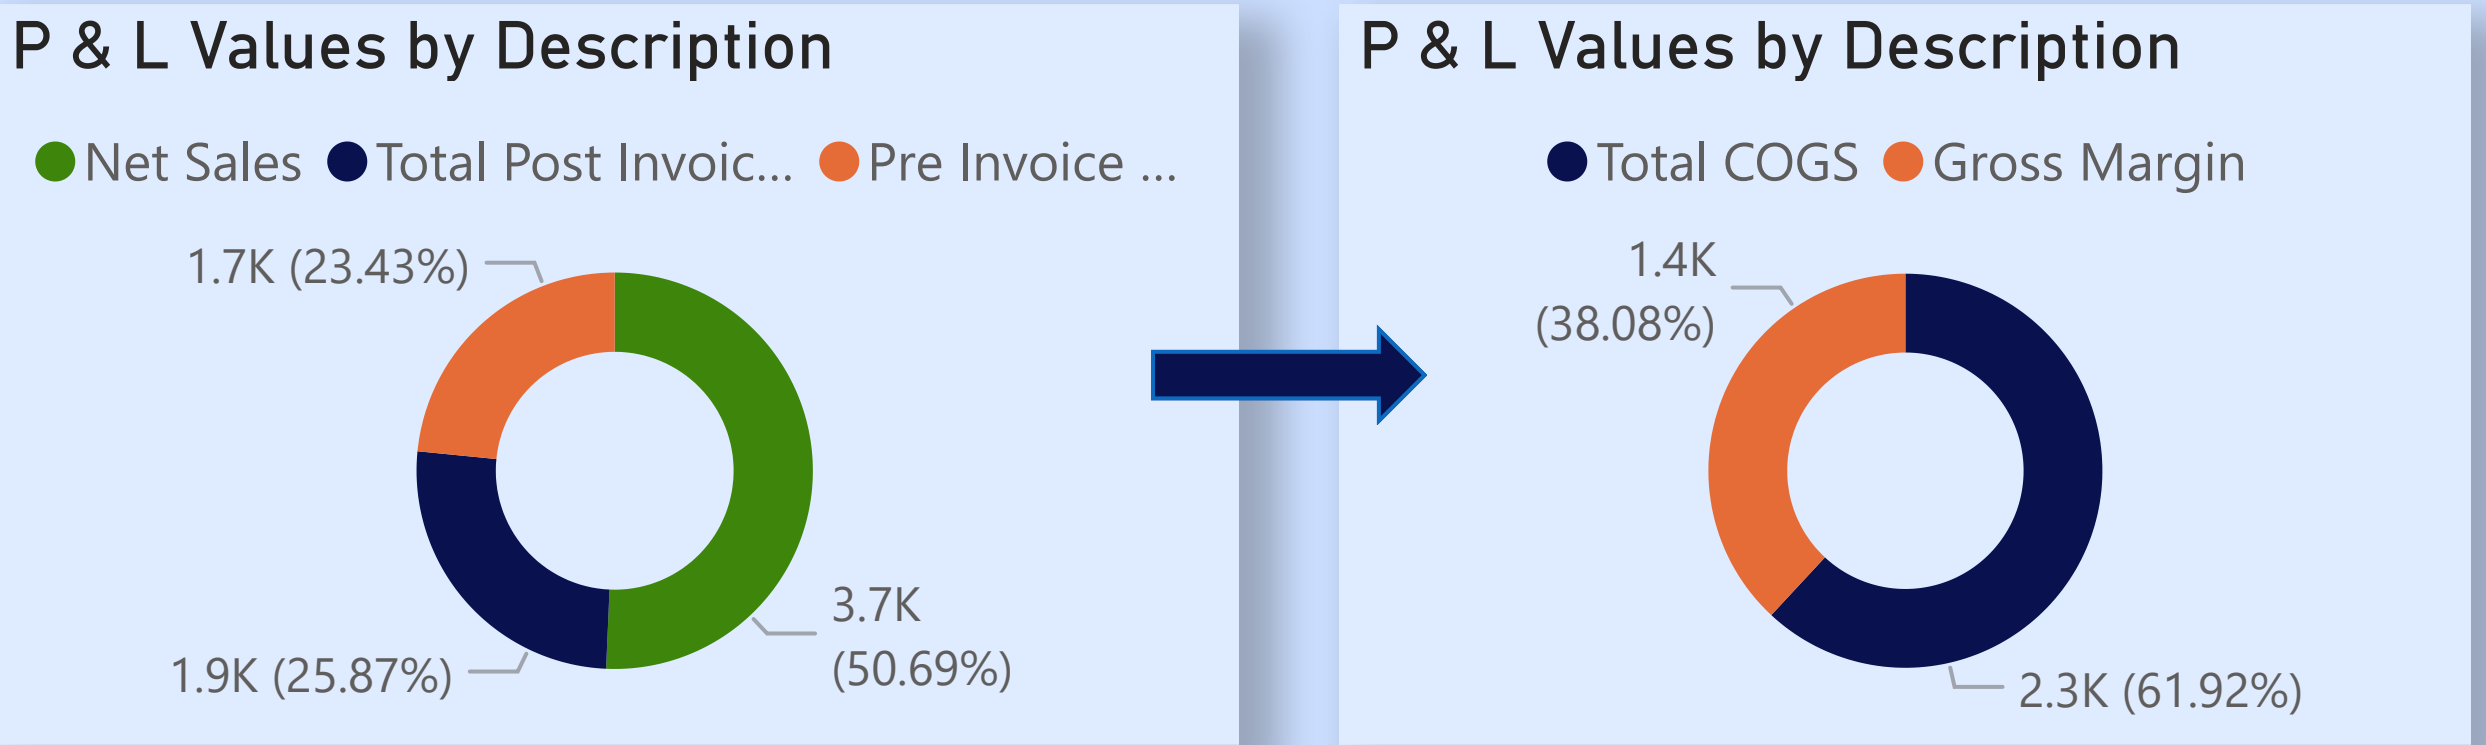 P & L Values by Description
Net Sales Total Post Invoic... Pre Invoice ...
1.7K (23.43%)
3.7K
(50.69%)
1.9K (25.87%)
P & L Values by Description
Total COGS Gross Margin
1.4K
(38.08%)
2.3K (61.92%)